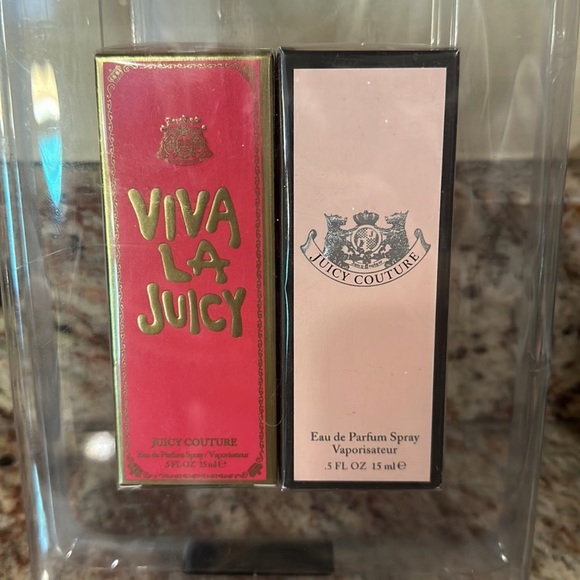 VIVA
LA
JUICY
JUICY COUTURE
Eau de Parfum Spray / Vaporisateur
.5 FL OZ 15 ml ℮
JUICY COUTURE
Eau de Parfum Spray
Vaporisateur
.5 FL OZ 15 ml ℮